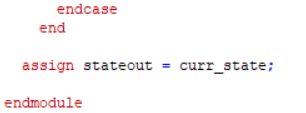 endcase
end
assign stateout = curr_state;
endmodule